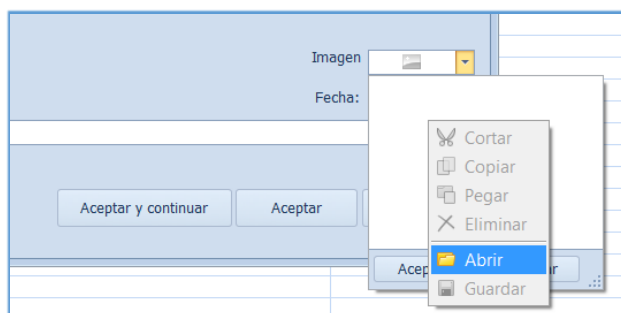 Imagen
Fecha:
Cortar
Copiar
Pegar
Eliminar
Aceptar y continuar
Aceptar
Abrir
Guardar